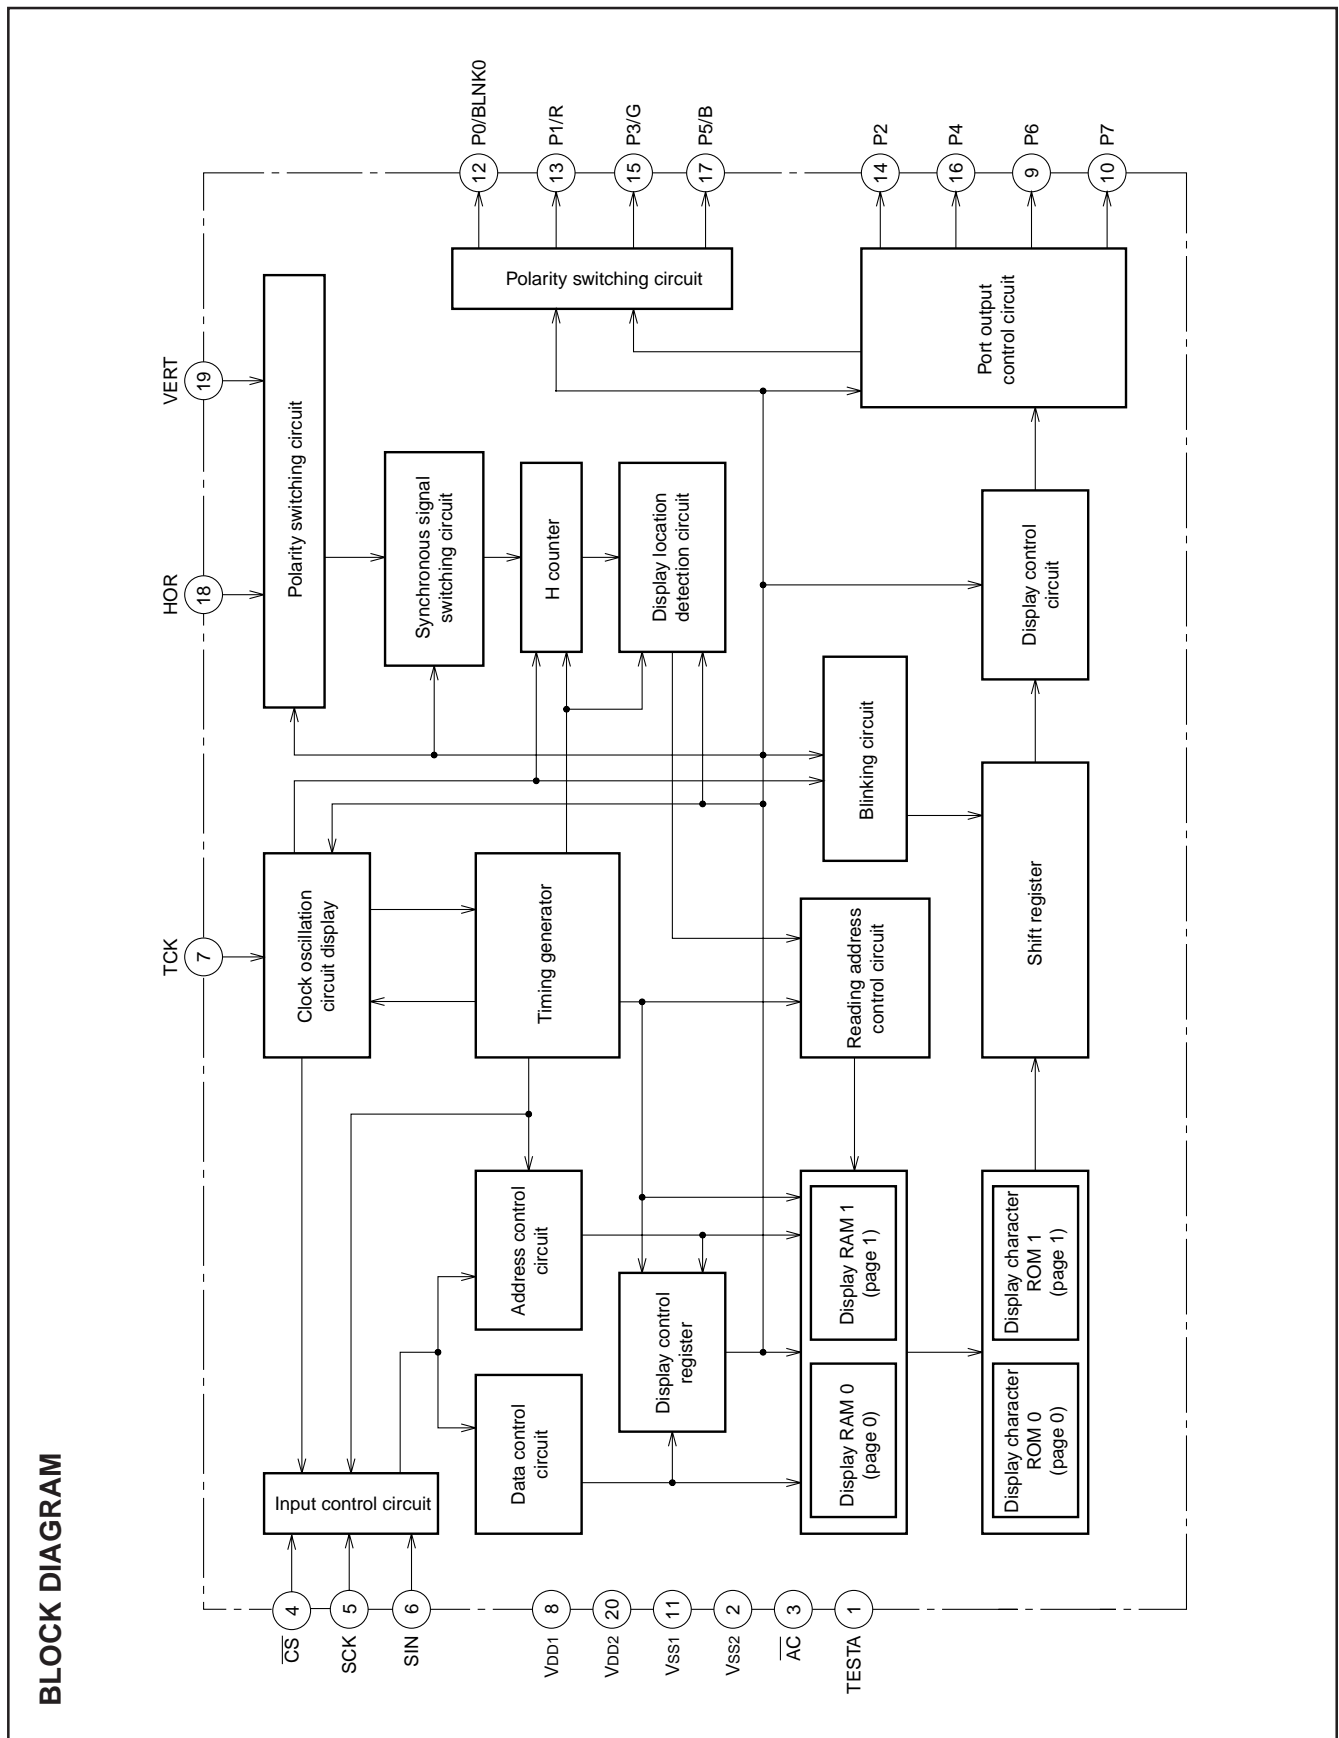 BLOCK DIAGRAM
CS
4
SCK
5
SIN
6
VDD1
8
VDD2
20
VSS1
11
VSS2
2
AC
3
TESTA
1
TCK
7
HOR
18
VERT
19
Input control circuit
Clock oscillation
circuit display
Polarity switching circuit
Data control
circuit
Address control
circuit
Timing generator
Synchronous signal
switching circuit
H counter
Display location
detection circuit
Display control
register
Display RAM 0
(page 0)
Display RAM 1
(page 1)
Reading address
control circuit
Blinking circuit
Display character
ROM 0
(page 0)
Display character
ROM 1
(page 1)
Shift register
Display control
circuit
Polarity switching circuit
Port output
control circuit
12 P0/BLNK0
13 P1/R
15 P3/G
17 P5/B
14 P2
16 P4
9 P6
10 P7